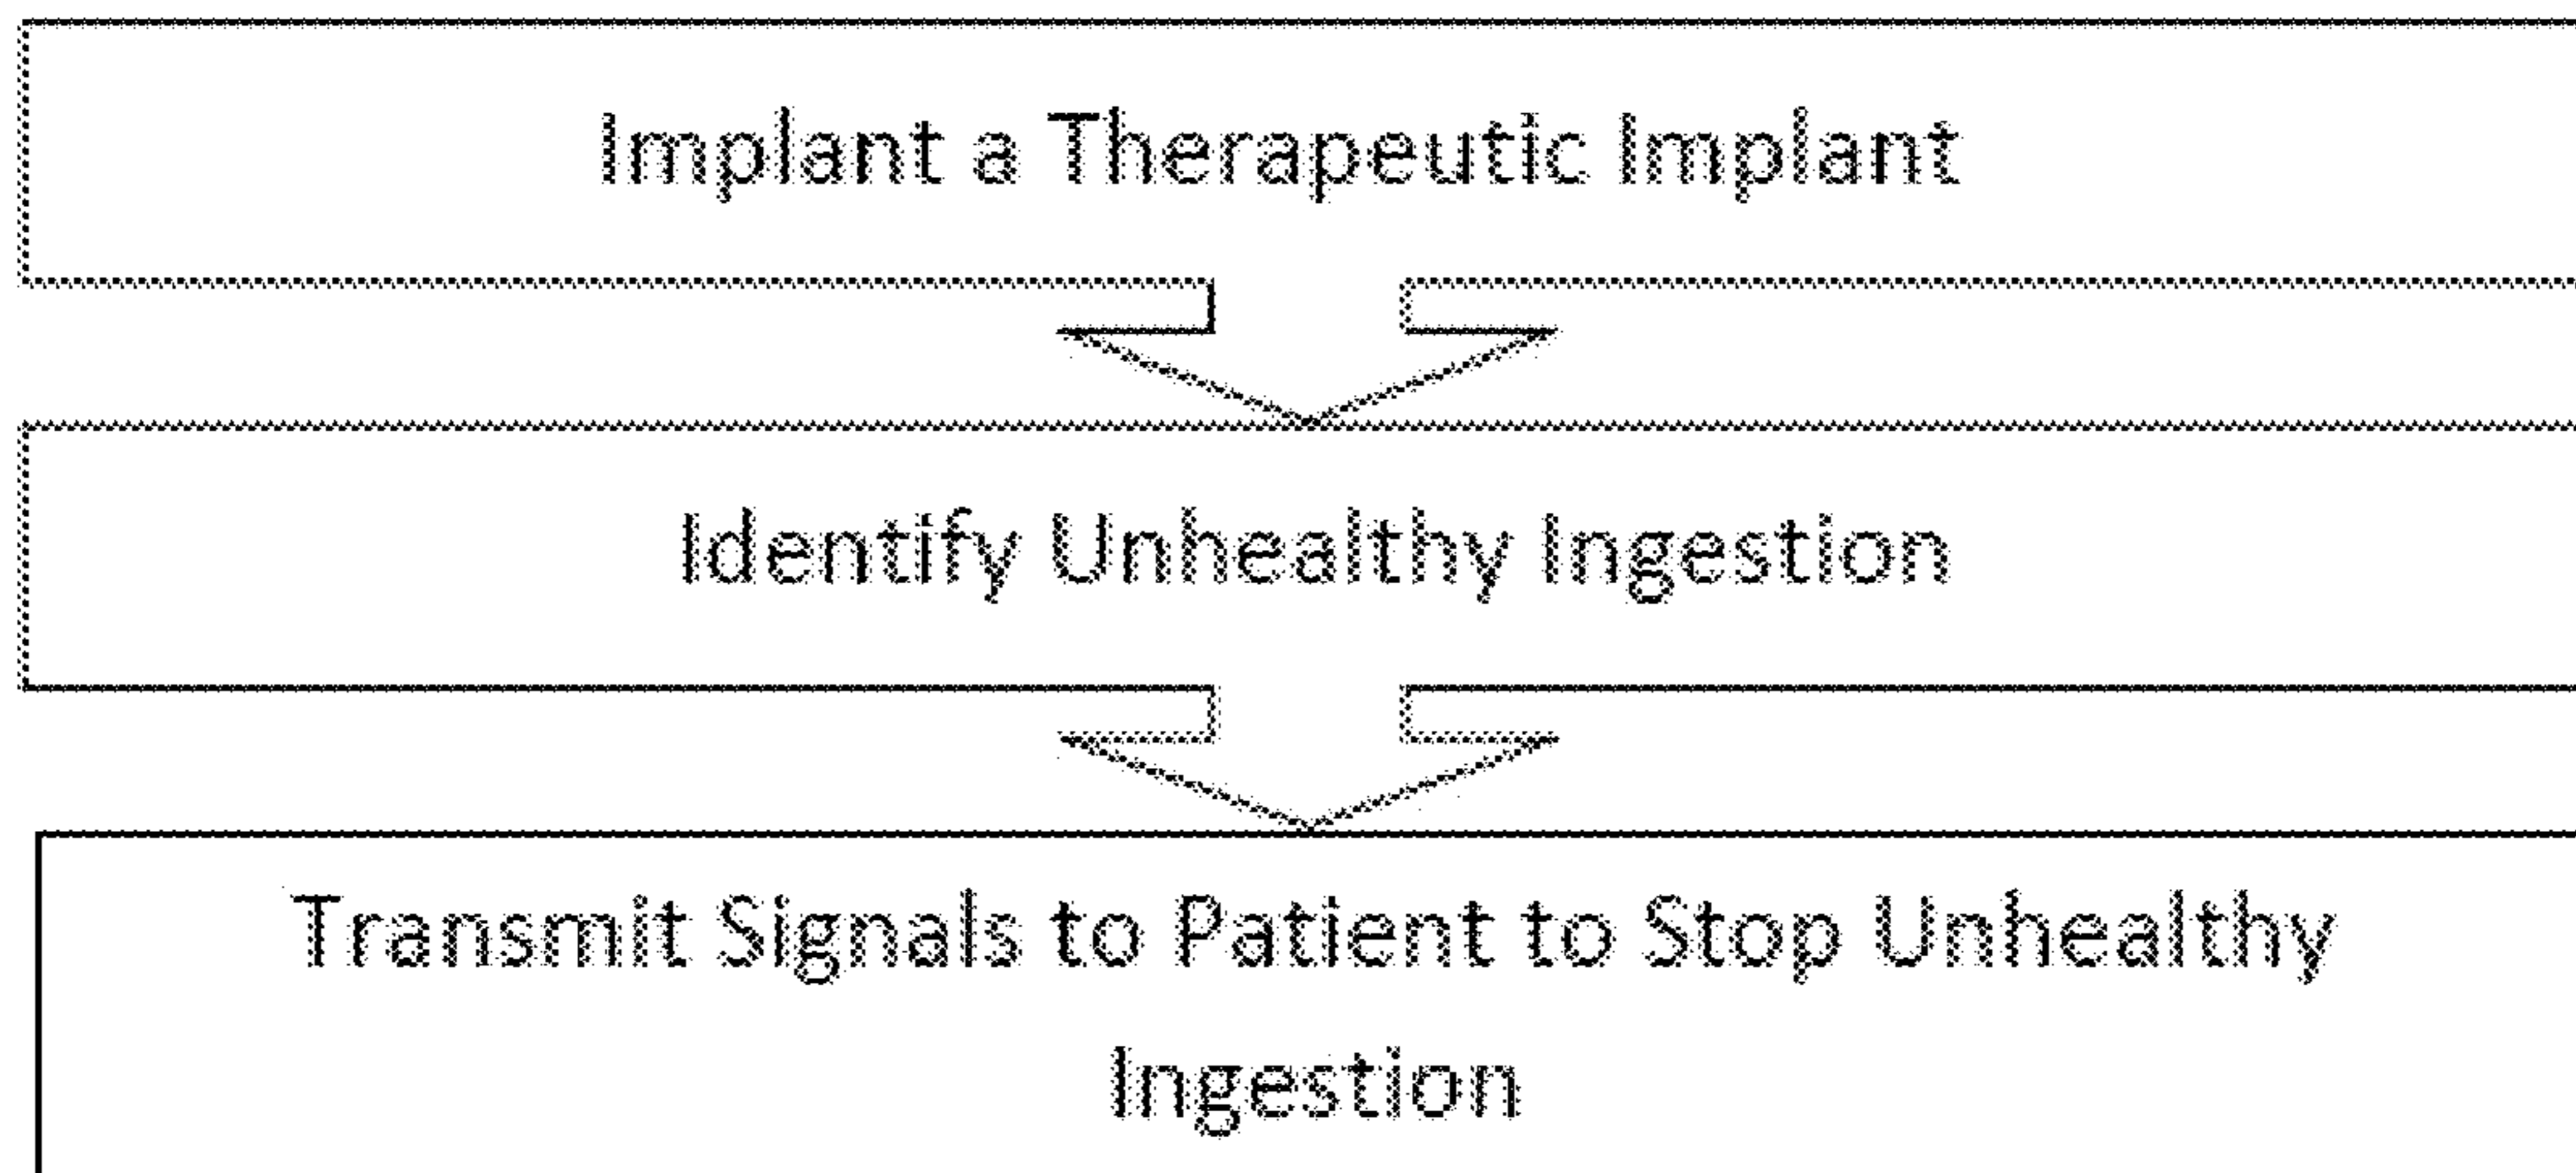 Implant a Therapeutic Implant
Identify Unhealthy Ingestion
Transmit Signals to Patient to Stop Unhealthy
Ingestion